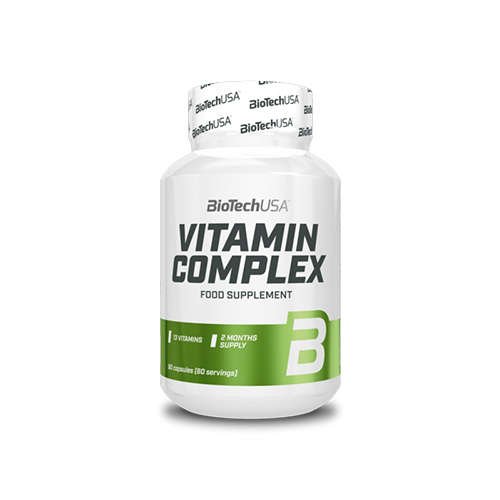 BioTechUSA
BioTechUSA
BioTechUSA
BioTechUSA
BioTechUSA
VITAMIN
COMPLEX
FOOD SUPPLEMENT
13 VITAMINS
2 MONTHS
SUPPLY
B
60 capsules (60 servings)